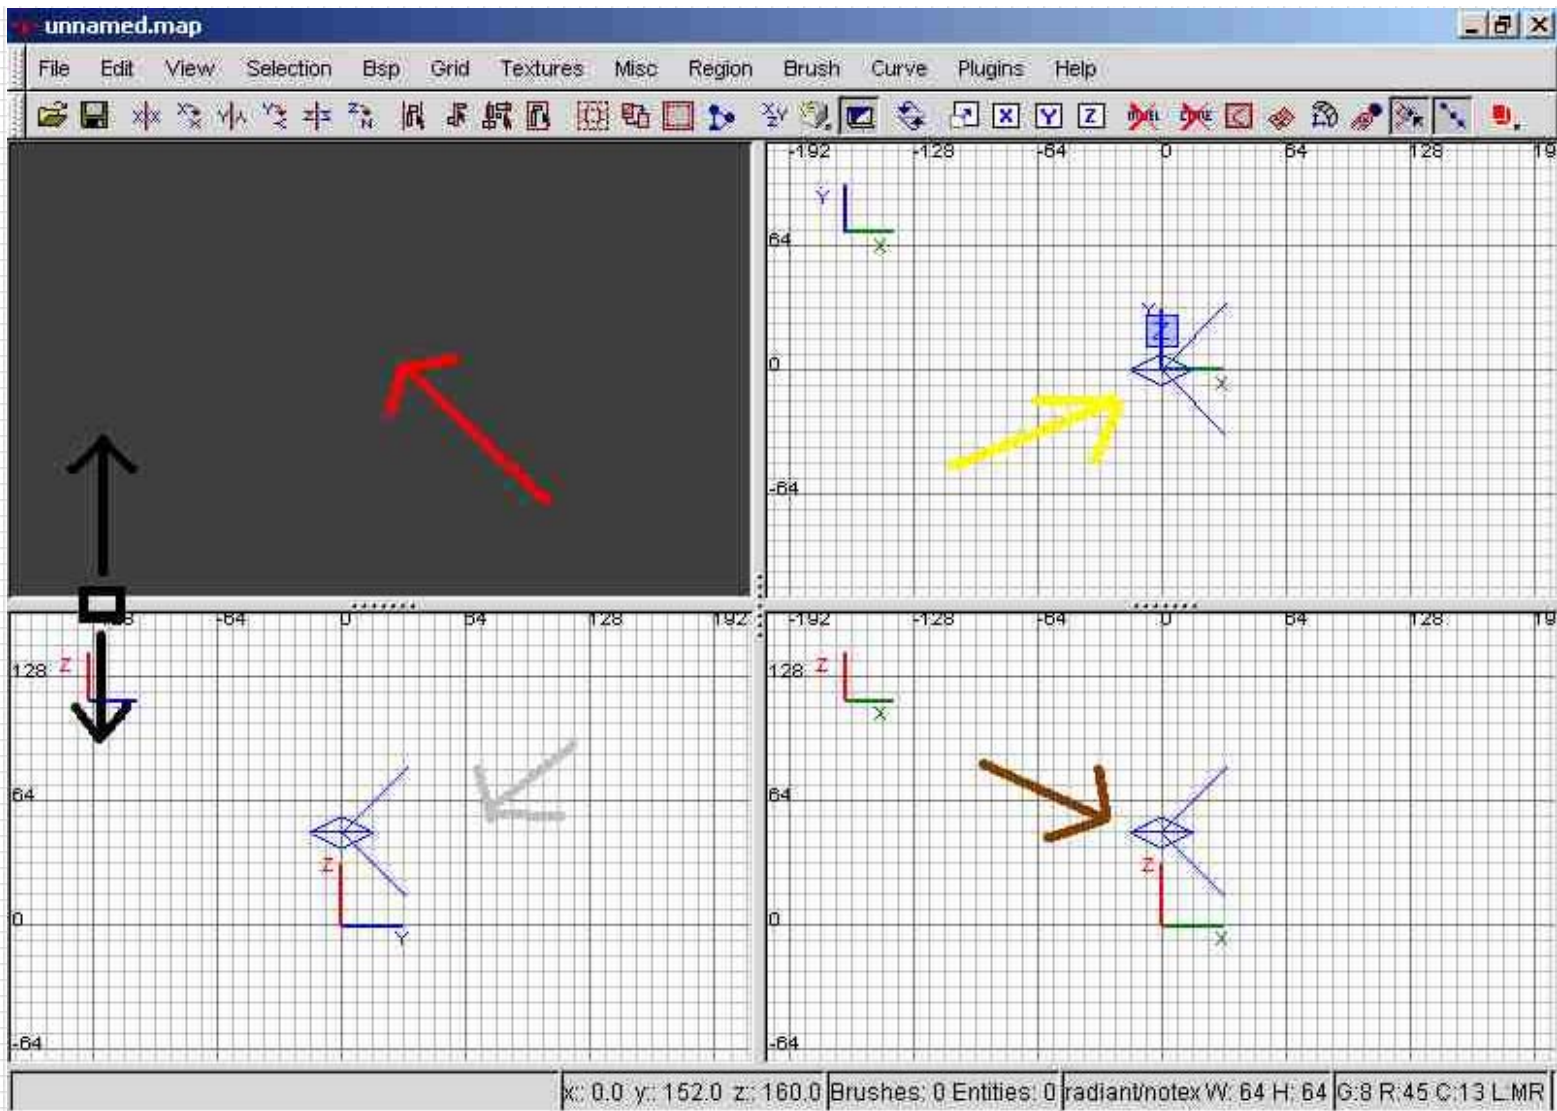 unnamed.map
File Edit View Selection Bsp Grid Textures Misc Region Brush Curve Plugins Help
X Y Z
-192 -128 -64 0 64 128 19
Y
X
64
Y
Z
0
X
-64
-64 0 64 128 192
-192 -128 -64 0 64 128 19
128 Z
128 Z
X
64
64
Z
Z
0
0
Y
X
-64
-64
x:: 0.0 y:: 152.0 z:: 160.0 Brushes: 0 Entities: 0 radiant/notex W: 64 H: 64 G:8 R:45 C:13 L:MR